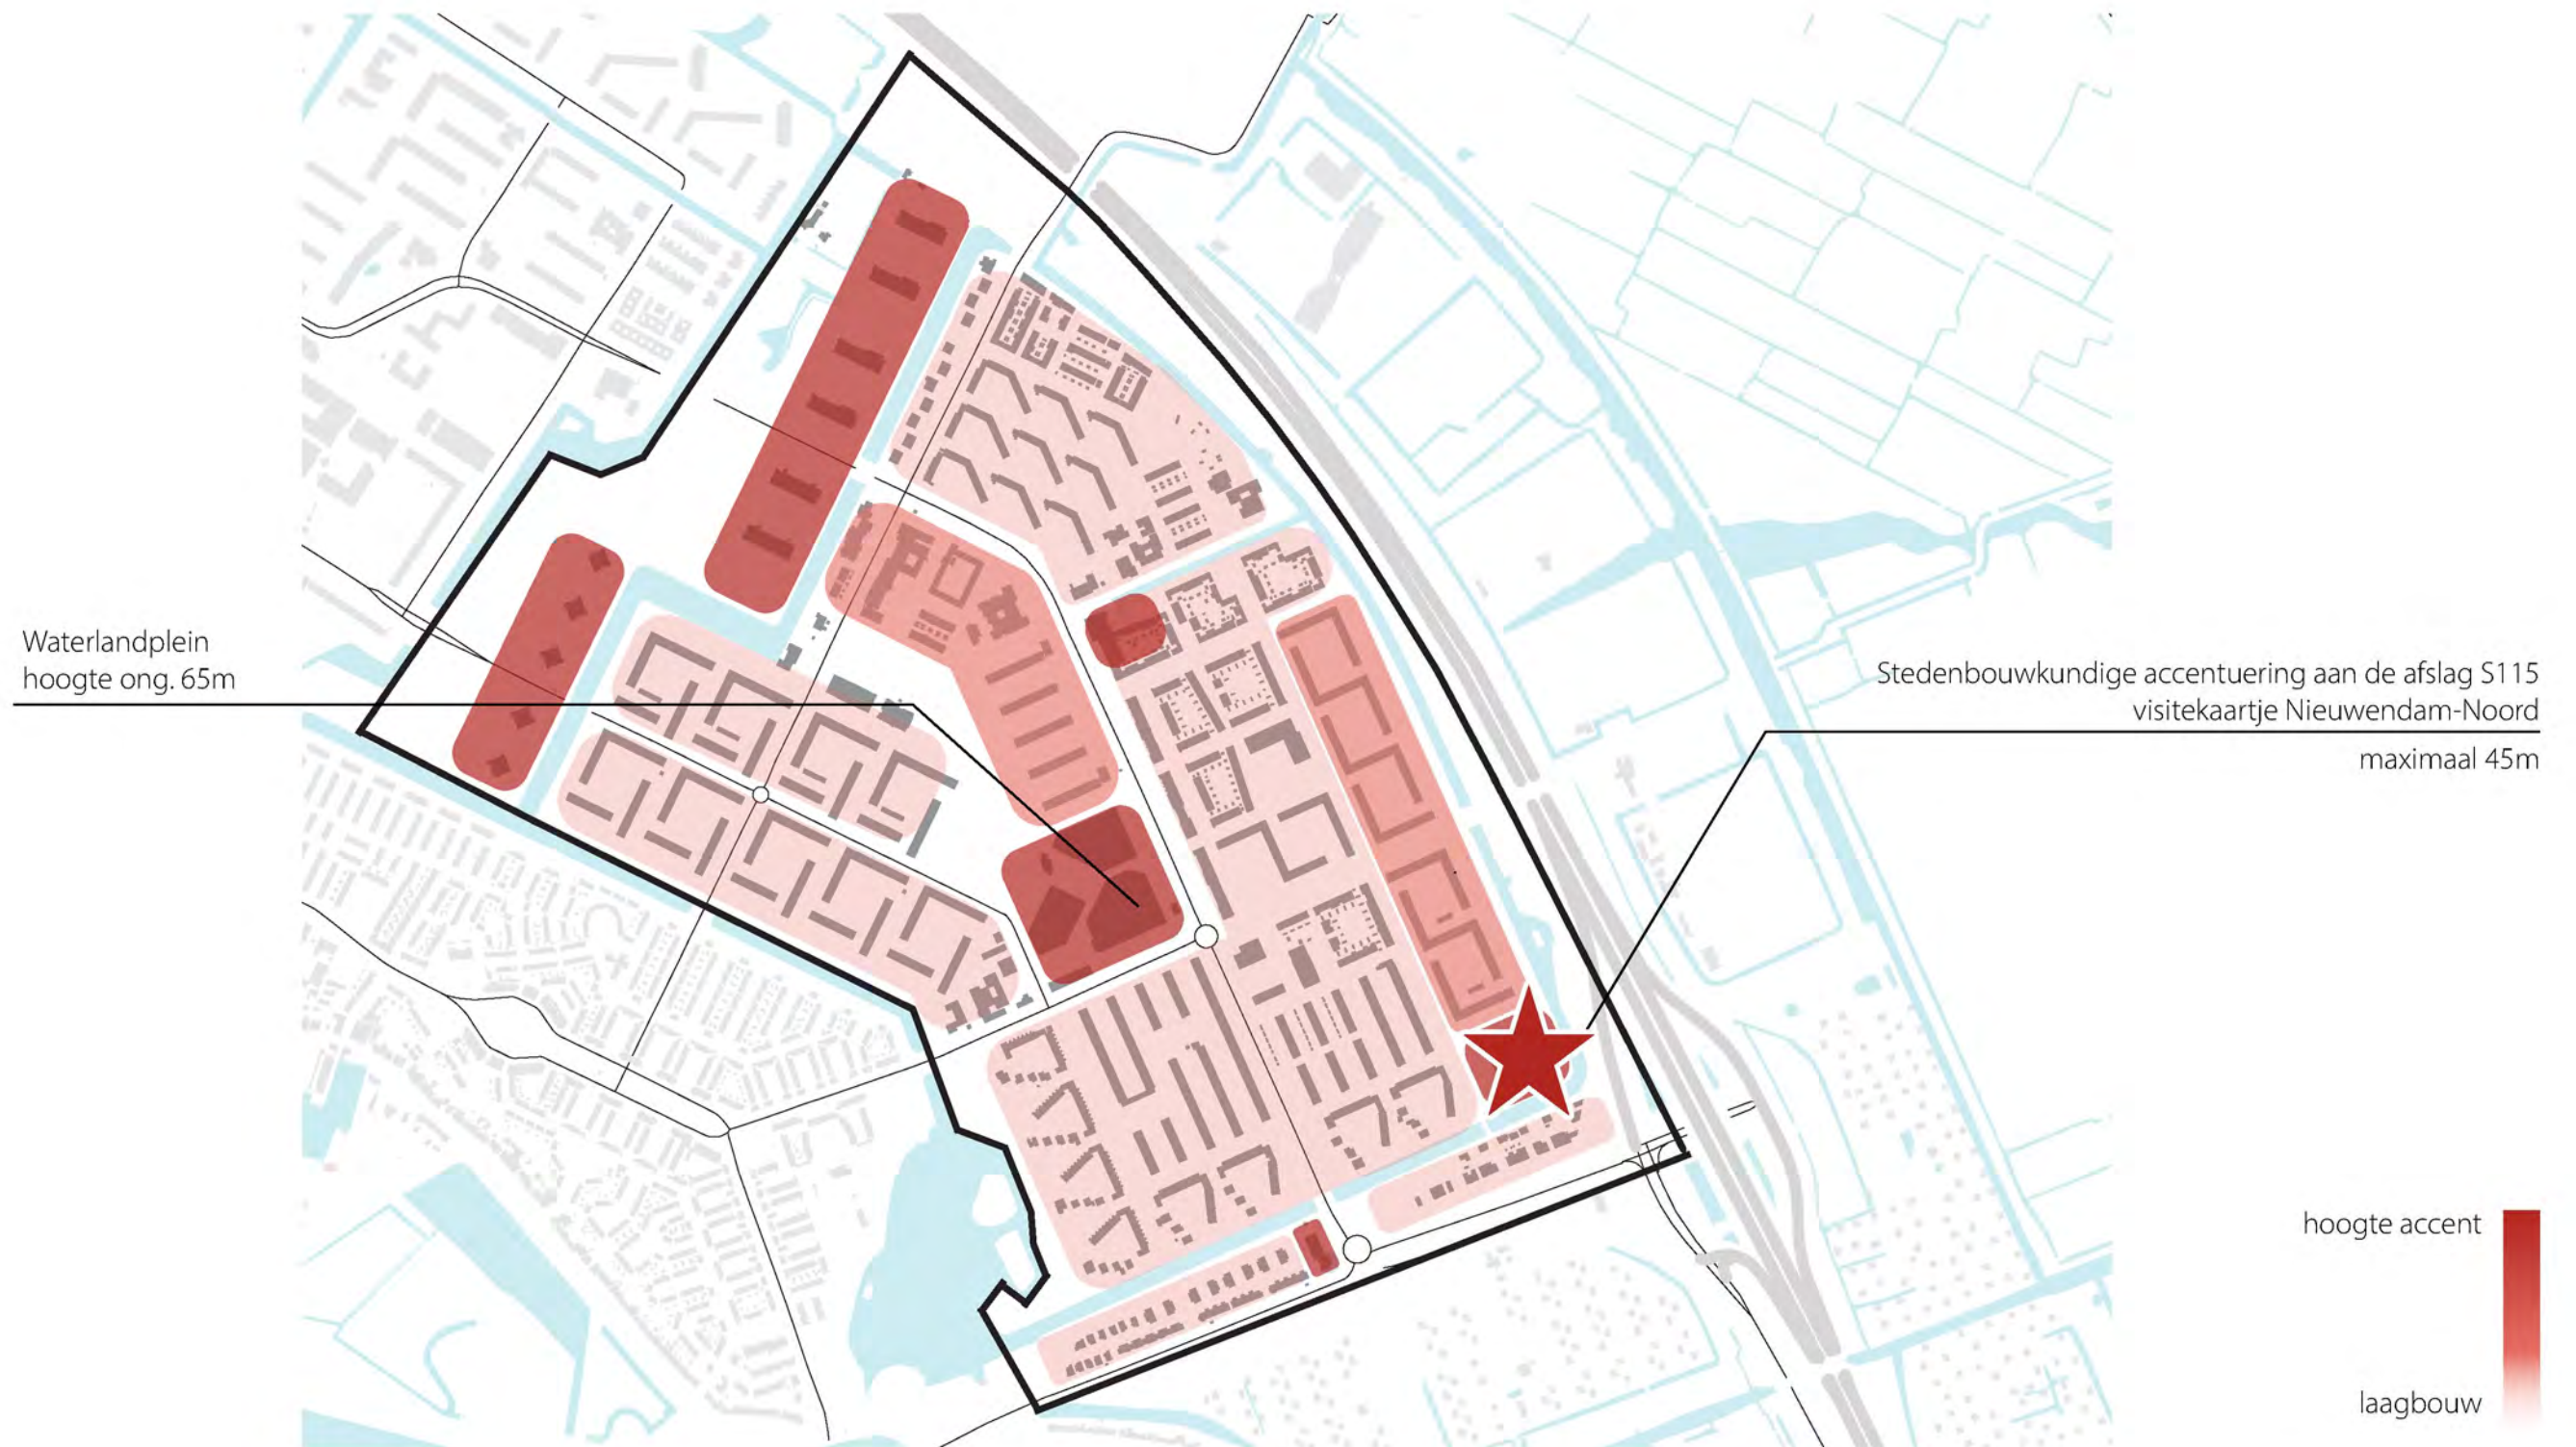 Waterlandplein
hoogte ong. 65m
Stedenbouwkundige accentuering aan de afslag S115
visitekaartje Nieuwendam-Noord
maximaal 45m
hoogte accent
laagbouw